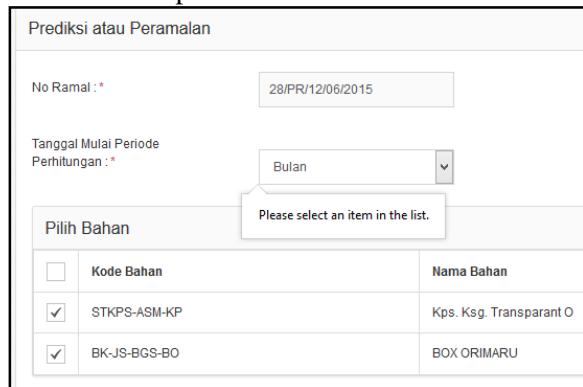 Prediksi atau Peramalan
No Ramal : *
28/PR/12/06/2015
Tanggal Mulai Periode
Perhitungan : *
Bulan
Please select an item in the list.
Pilih Bahan
Kode Bahan Nama Bahan
STKPS-ASM-KP Kps. Ksg. Transparant O
BK-JS-BGS-BO BOX ORIMARU